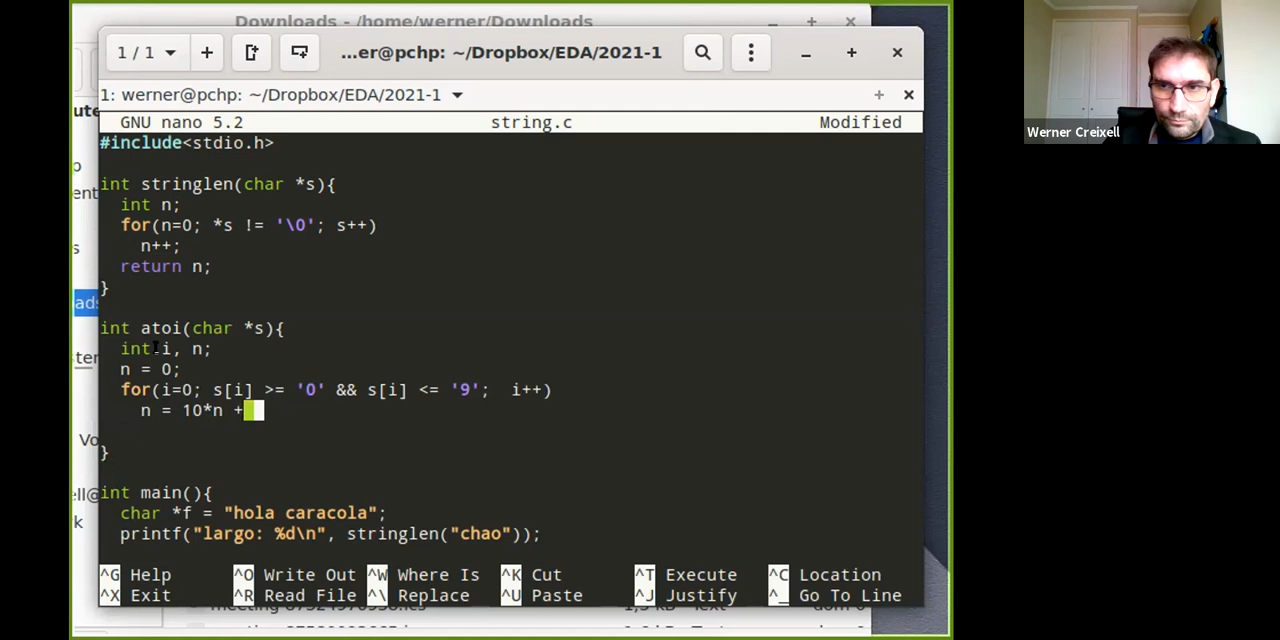 Downloads - /home/werner/Downloads
1 / 1
...er@pchp: ~/Dropbox/EDA/2021-1
1: werner@pchp: ~/Dropbox/EDA/2021-1
GNU nano 5.2 string.c Modified
#include<stdio.h>
int stringlen(char *s){
int n;
for(n=0; *s != '\0'; s++)
n++;
return n;
}
int atoi(char *s){
int i, n;
n = 0;
for(i=0; s[i] >= '0' && s[i] <= '9'; i++)
n = 10*n +
}
int main(){
char *f = "hola caracola";
printf("largo: %d\n", stringlen("chao"));
^G Help ^O Write Out ^W Where Is ^K Cut ^T Execute ^C Location
^X Exit ^R Read File ^\ Replace ^U Paste ^J Justify ^_ Go To Line
Werner Creixell